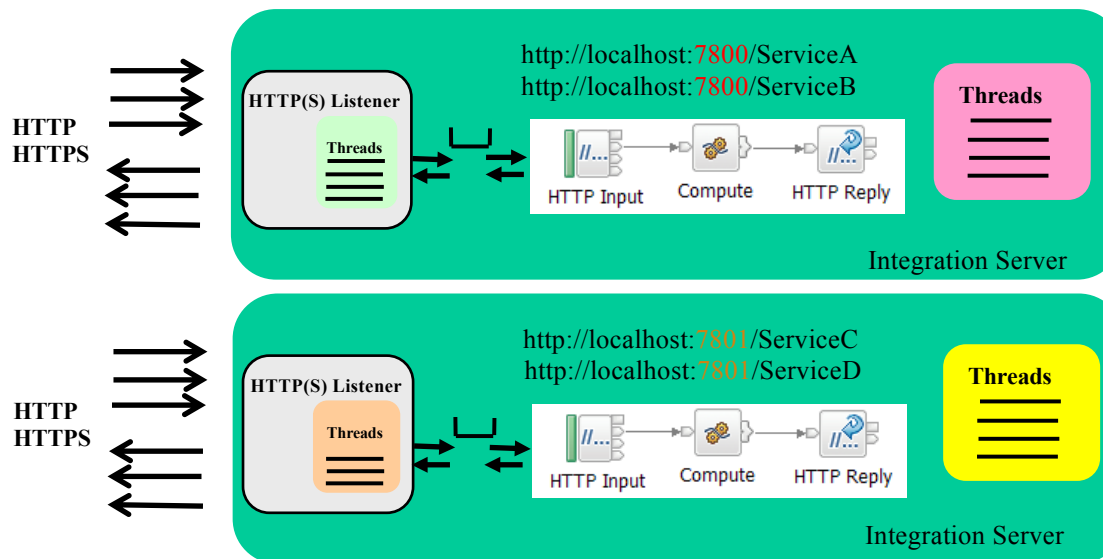 http://localhost:7800/ServiceA
http://localhost:7800/ServiceB
HTTP(S) Listener
Threads
Threads
HTTP
HTTPS
//...
//...
HTTP Input
Compute
HTTP Reply
Integration Server
http://localhost:7801/ServiceC
http://localhost:7801/ServiceD
HTTP(S) Listener
Threads
Threads
HTTP
HTTPS
//...
//...
HTTP Input
Compute
HTTP Reply
Integration Server